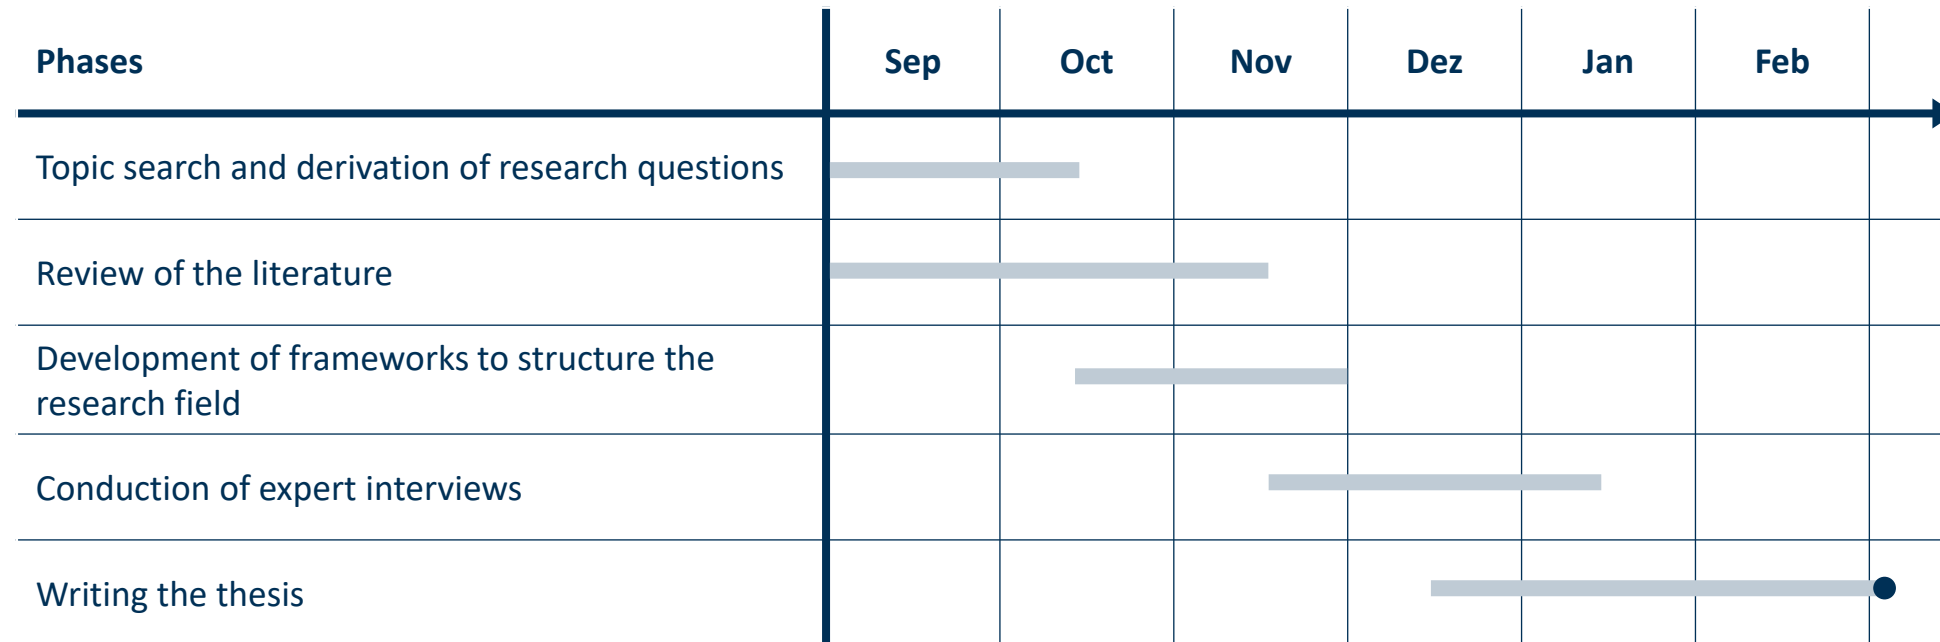 Phases Sep Oct Nov Dez Jan Feb
Topic search and derivation of research questions
Review of the literature
Development of frameworks to structure the
research field
Conduction of expert interviews
Writing the thesis